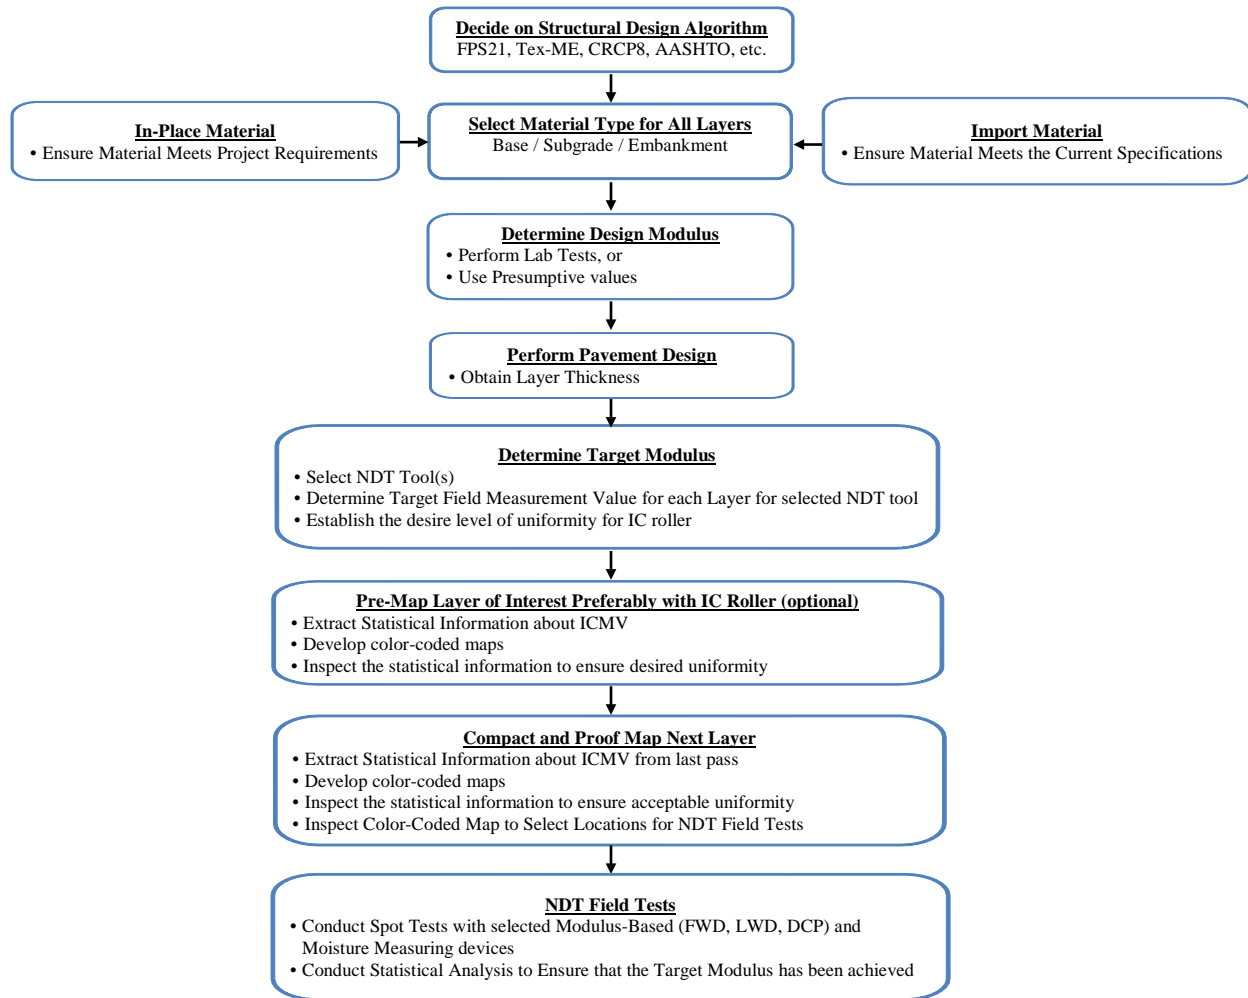 Decide on Structural Design Algorithm
FPS21, Tex-ME, CRCP8, AASHTO, etc.
In-Place Material
• Ensure Material Meets Project Requirements
Select Material Type for All Layers
Base / Subgrade / Embankment
Import Material
• Ensure Material Meets the Current Specifications
Determine Design Modulus
• Perform Lab Tests, or
• Use Presumptive values
Perform Pavement Design
• Obtain Layer Thickness
Determine Target Modulus
• Select NDT Tool(s)
• Determine Target Field Measurement Value for each Layer for selected NDT tool
• Establish the desire level of uniformity for IC roller
Pre-Map Layer of Interest Preferably with IC Roller (optional)
• Extract Statistical Information about ICMV
• Develop color-coded maps
• Inspect the statistical information to ensure desired uniformity
Compact and Proof Map Next Layer
• Extract Statistical Information about ICMV from last pass
• Develop color-coded maps
• Inspect the statistical information to ensure acceptable uniformity
• Inspect Color-Coded Map to Select Locations for NDT Field Tests
NDT Field Tests
• Conduct Spot Tests with selected Modulus-Based (FWD, LWD, DCP) and
Moisture Measuring devices
• Conduct Statistical Analysis to Ensure that the Target Modulus has been achieved